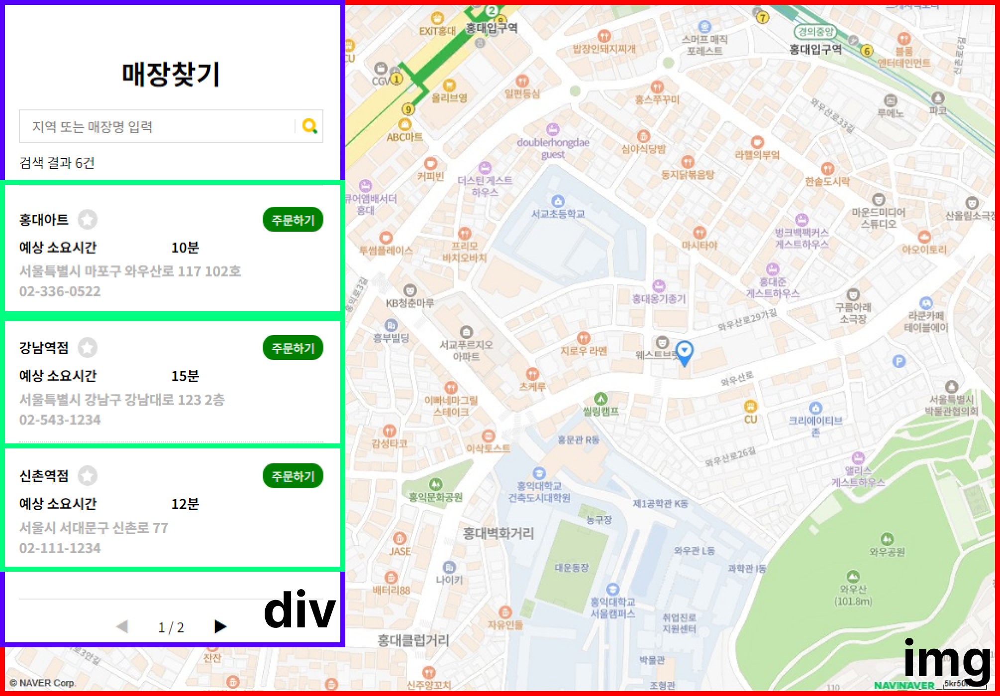 매장찾기
지역 또는 매장명 입력
검색 결과 6건
홍대아트
주문하기
예상 소요시간 10분
서울특별시 마포구 와우산로 117 102호
02-336-0522
강남역점
주문하기
예상 소요시간 15분
서울특별시 강남구 강남대로 123 2층
02-543-1234
신촌역점
주문하기
예상 소요시간 12분
서울시 서대문구 신촌로 77
02-111-1234
1 / 2
div
2
홍대입구역
EXiT홍대
CU
CGV
1
올리브영
9
ABC마트
일편등심
밥장인돼지찌개
스머프 매직
포레스트
7
경의중앙
홍대입구역
6
블룸
엔터테인먼트
홍스쭈꾸미
와우산로33길
루에노
파코
doublerhongdae
guest
심야식당밤
라헬의부엌
커피빈
더스틴 게스트
하우스
둥지닭볶음탕
한솥도시락
큐어앰배서더
홍대
서교초등학교
마운드미디어
스튜디오
산울림소극장
투썸플레이스
프리모
바치오바치
마시타야
벙크백팩커스
게스트하우스
아오이토리
홍익로3길
KB청춘마루
홍대옹기종기
홍대준
게스트하우스
구름아래
소극장
라쿤카페
테이블에이
와우산로29가길
흥부빌딩
서교푸르지오
아파트
지로우 라멘
웨스트브릿
P
츠케루
와우산로
이빠네마그릴
스테이크
씰링캠프
CU
크리에이티브
존
서울특별시
박물관협의회
감성타코
이삭토스트
홍문관 R동
와우산로26길
앨리스
게스트하우스
홍익문화공원
홍익대학교
건축도시대학원
제1공학관 K동
농구장
홍대벽화거리
JASE
와우관 L동
와우공원
대운동장
과학관 I동
나이키
배터리88
홍익대학교
서울캠퍼스
와우산
(101.8m)
자유인들
취업진로
지원센터
홍대클럽거리
잔잔
박물관
신주양꼬치
조형관
110
© NAVER Corp.
img